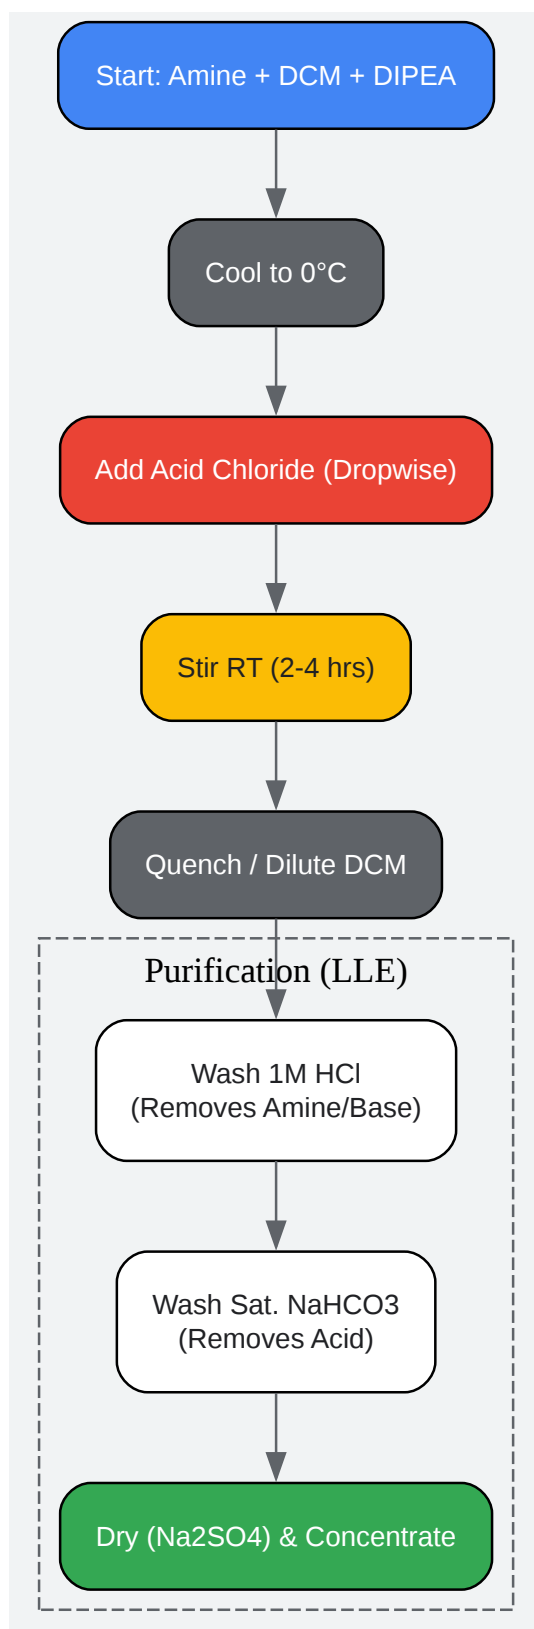 Start: Amine + DCM + DIPEA
Cool to 0°C
Add Acid Chloride (Dropwise)
Stir RT (2-4 hrs)
Quench / Dilute DCM
Purification (LLE)
Wash 1M HCl
(Removes Amine/Base)
Wash Sat. NaHCO3
(Removes Acid)
Dry (Na2SO4) & Concentrate